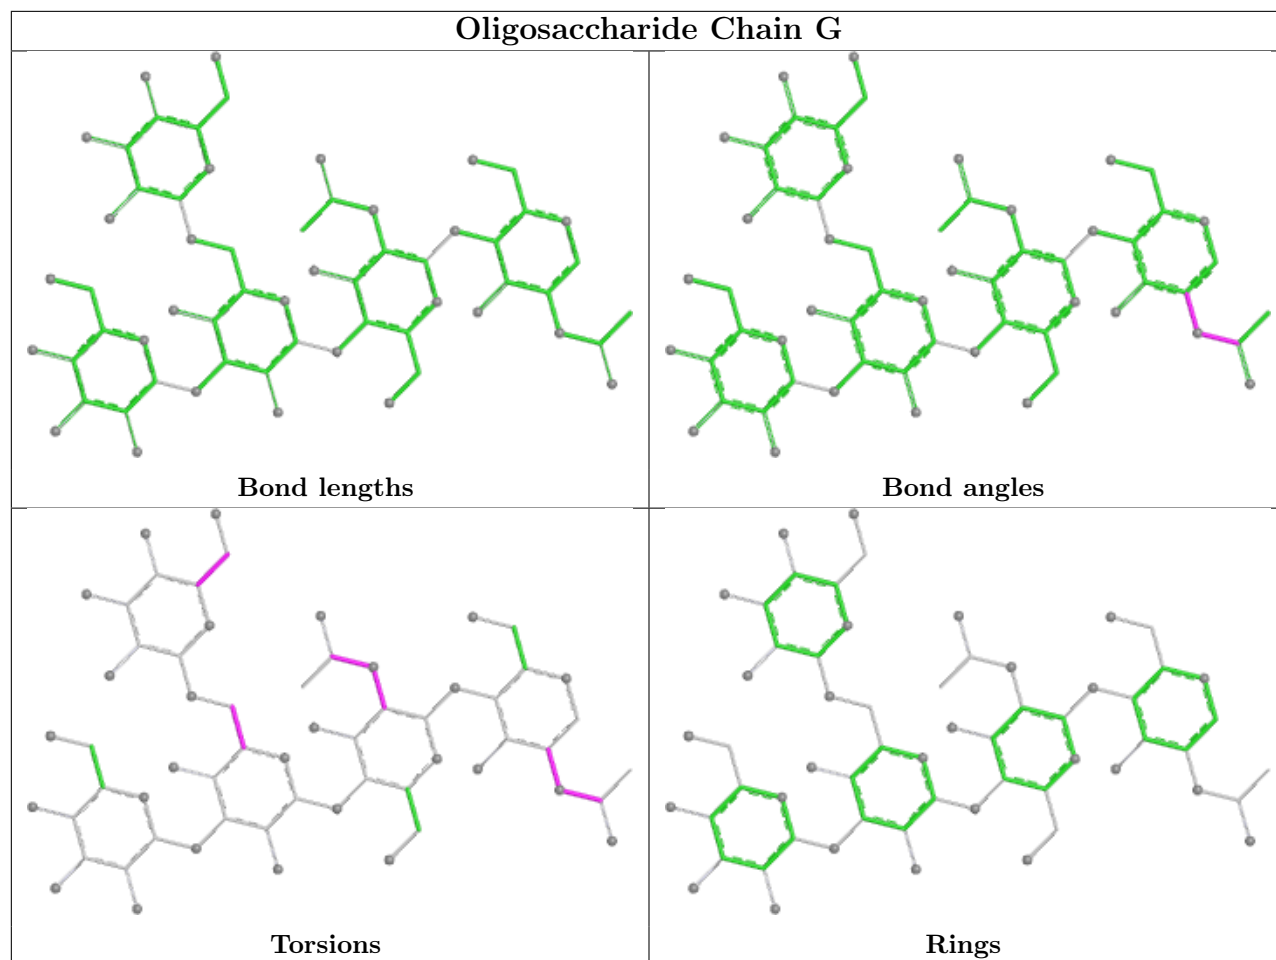 Oligosaccharide Chain G
Bond lengths
Bond angles
Torsions
Rings